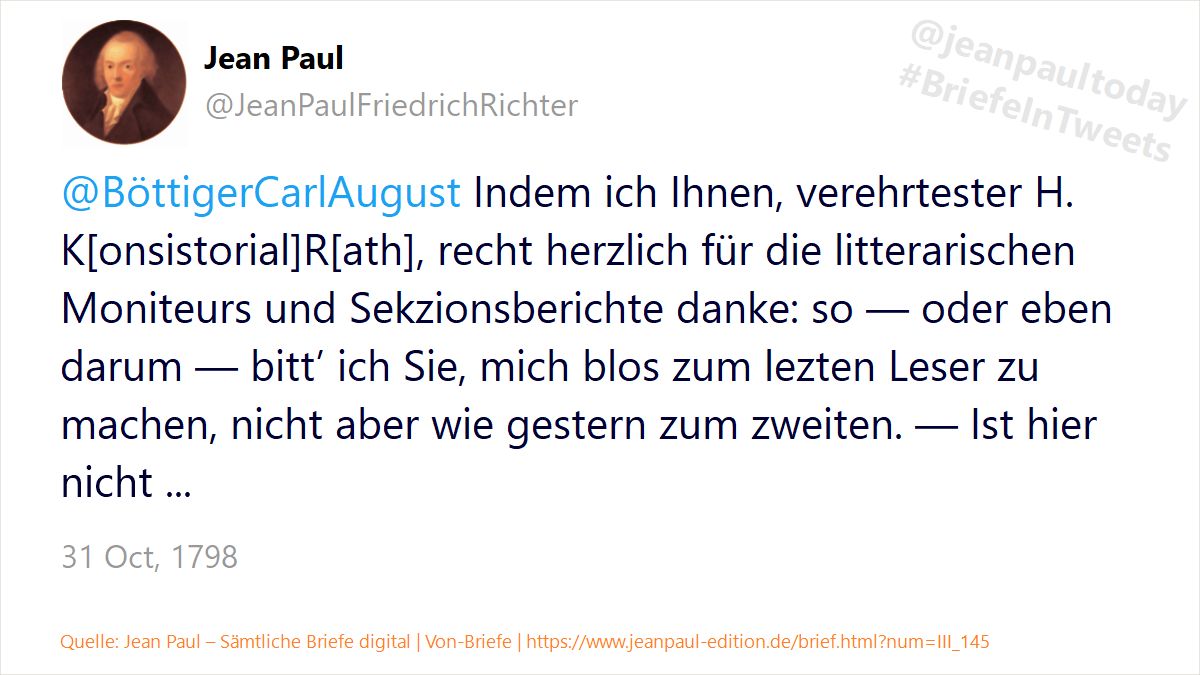 Jean Paul
@JeanPaulFriedrichRichter
@jeanpaultoday
#BriefeInTweets
@BöttigerCarlAugust Indem ich Ihnen, verehrtester H.
K[onsistorial]R[ath], recht herzlich für die litterarischen
Moniteurs und Sekzionsberichte danke: so — oder eben
darum — bitt’ ich Sie, mich blos zum lezten Leser zu
machen, nicht aber wie gestern zum zweiten. — Ist hier
nicht ...
31 Oct, 1798
Quelle: Jean Paul – Sämtliche Briefe digital | Von-Briefe | https://www.jeanpaul-edition.de/brief.html?num=III_145